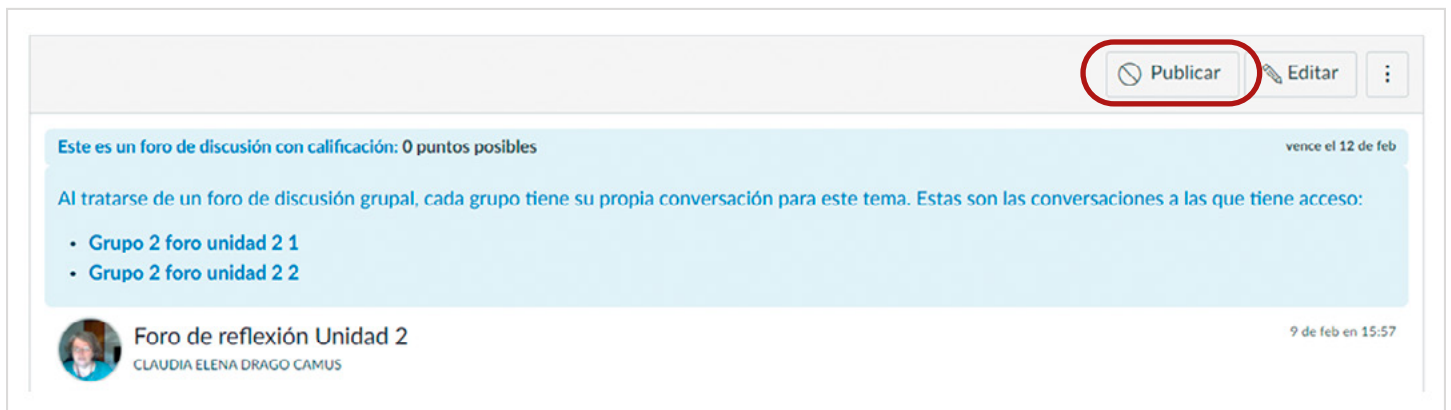 Publicar Editar
Este es un foro de discusión con calificación: 0 puntos posibles vence el 12 de feb
Al tratarse de un foro de discusión grupal, cada grupo tiene su propia conversación para este tema. Estas son las conversaciones a las que tiene acceso:
• Grupo 2 foro unidad 2 1
• Grupo 2 foro unidad 2 2
Foro de reflexión Unidad 2 9 de feb en 15:57
CLAUDIA ELENA DRAGO CAMUS